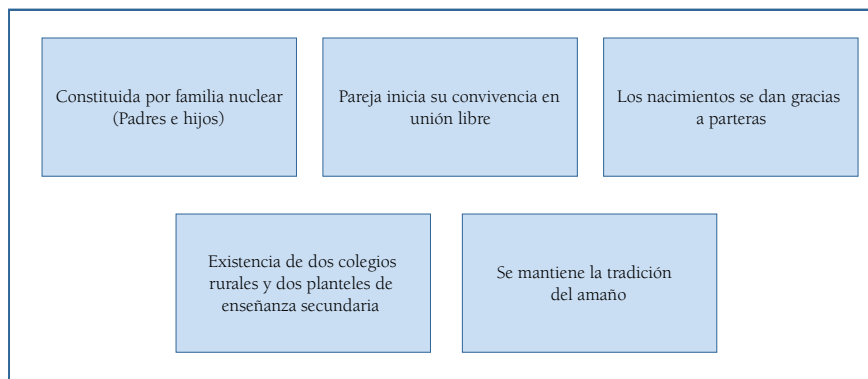 Constituida por familia nuclear
(Padres e hijos)
Pareja inicia su convivencia en
unión libre
Los nacimientos se dan gracias
a parteras
Existencia de dos colegios
rurales y dos planteles de
enseñanza secundaria
Se mantiene la tradición
del amaño